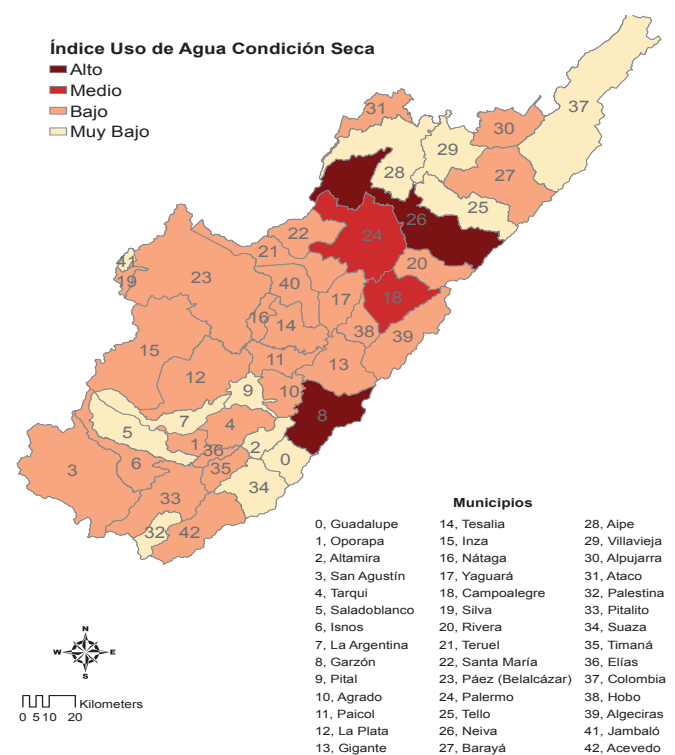 Índice Uso de Agua Condición Seca
Alto
Medio
Bajo
Muy Bajo
37
31
30
29
28
27
25
26
22
24
21
20
41
19
23
40
17
18
16
14
38
39
15
11
13
12
9
10
8
7
4
5
1
36
2
0
3
6
35
34
33
32
42
Municipios
0, Guadalupe
1, Oporapa
2, Altamira
3, San Agustín
4, Tarqui
5, Saladoblanco
6, Isnos
7, La Argentina
8, Garzón
9, Pital
10, Agrado
11, Paicol
12, La Plata
13, Gigante
14, Tesalia
15, Inza
16, Nátaga
17, Yaguará
18, Campoalegre
19, Silva
20, Rivera
21, Teruel
22, Santa María
23, Páez (Belalcázar)
24, Palermo
25, Tello
26, Neiva
27, Barayá
28, Aipe
29, Villavieja
30, Alpujarra
31, Ataco
32, Palestina
33, Pitalito
34, Suaza
35, Timaná
36, Elías
37, Colombia
38, Hobo
39, Algeciras
41, Jambaló
42, Acevedo
N
W E
S
Kilometers
0 5 10 20